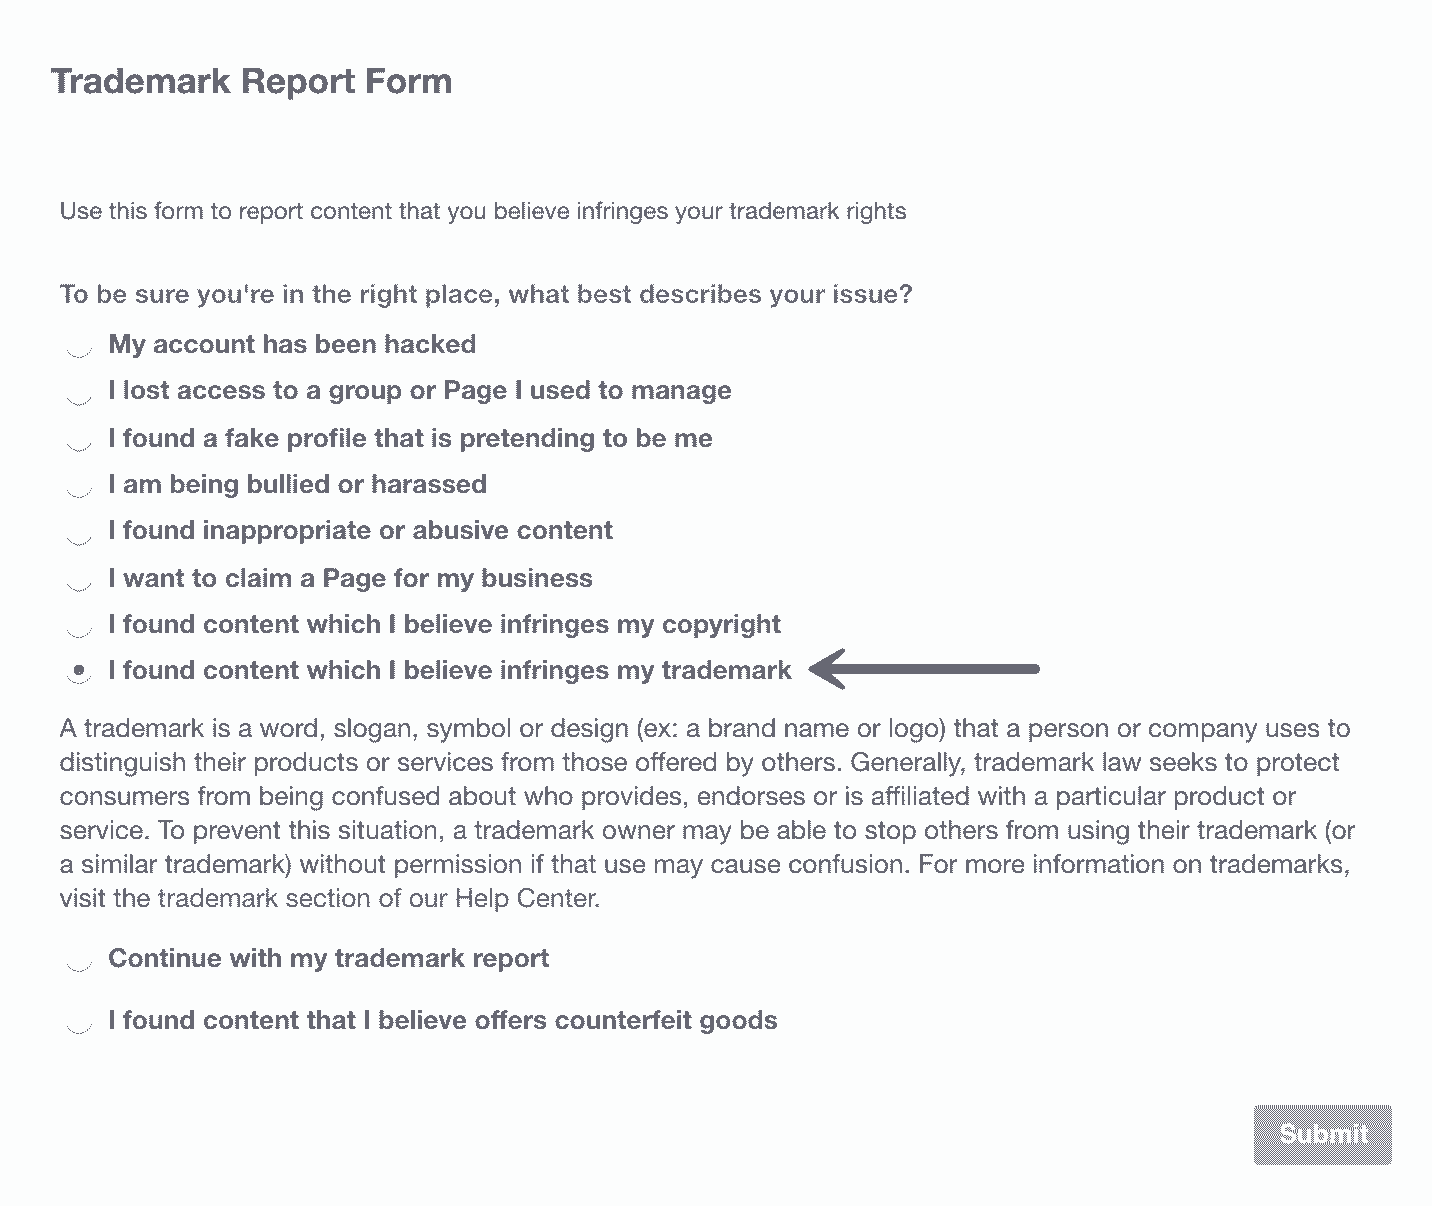 Trademark Report Form
Use this form to report content that you believe infringes your trademark rights
To be sure you're in the right place, what best describes your issue?
My account has been hacked
I lost access to a group or Page I used to manage
I found a fake profile that is pretending to be me
I am being bullied or harassed
I found inappropriate or abusive content
I want to claim a Page for my business
I found content which I believe infringes my copyright
I found content which I believe infringes my trademark
A trademark is a word, slogan, symbol or design (ex: a brand name or logo) that a person or company uses to
distinguish their products or services from those offered by others. Generally, trademark law seeks to protect
consumers from being confused about who provides, endorses or is affiliated with a particular product or
service. To prevent this situation, a trademark owner may be able to stop others from using their trademark (or
a similar trademark) without permission if that use may cause confusion. For more information on trademarks,
visit the trademark section of our Help Center.
Continue with my trademark report
I found content that I believe offers counterfeit goods
Submit